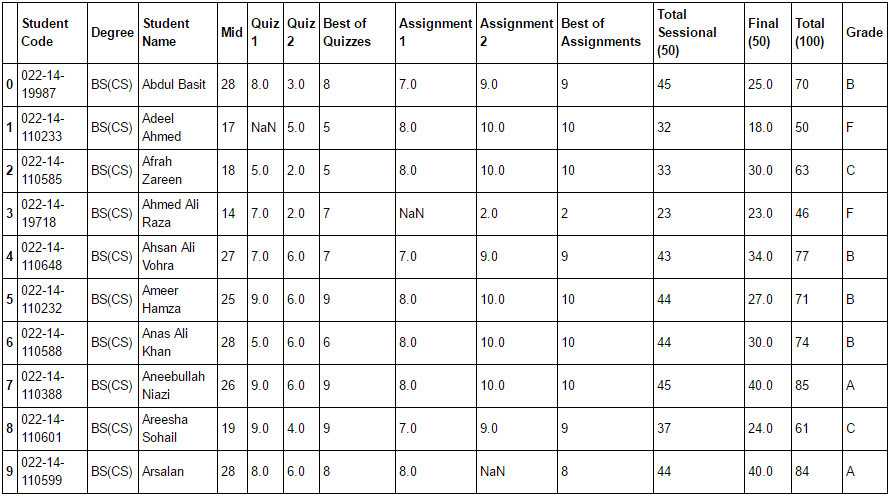 Student Code Degree Student Name Mid Quiz 1 Quiz 2 Best of Quizzes Assignment 1 Assignment 2 Best of Assignments Total Sessional (50) Final (50) Total (100) Grade
0 022-14-19987 BS(CS) Abdul Basit 28 8.0 3.0 8 7.0 9.0 9 45 25.0 70 B
1 022-14-110233 BS(CS) Adeel Ahmed 17 NaN 5.0 5 8.0 10.0 10 32 18.0 50 F
2 022-14-110585 BS(CS) Afrah Zareen 18 5.0 2.0 5 8.0 10.0 10 33 30.0 63 C
3 022-14-19718 BS(CS) Ahmed Ali Raza 14 7.0 2.0 7 NaN 2.0 2 23 23.0 46 F
4 022-14-110648 BS(CS) Ahsan Ali Vohra 27 7.0 6.0 7 7.0 9.0 9 43 34.0 77 B
5 022-14-110232 BS(CS) Ameer Hamza 25 9.0 6.0 9 8.0 10.0 10 44 27.0 71 B
6 022-14-110588 BS(CS) Anas Ali Khan 28 5.0 6.0 6 8.0 10.0 10 44 30.0 74 B
7 022-14-110388 BS(CS) Aneebullah Niazi 26 9.0 6.0 9 8.0 10.0 10 45 40.0 85 A
8 022-14-110601 BS(CS) Areesha Sohail 19 9.0 4.0 9 7.0 9.0 9 37 24.0 61 C
9 022-14-110599 BS(CS) Arsalan 28 8.0 6.0 8 8.0 NaN 8 44 40.0 84 A